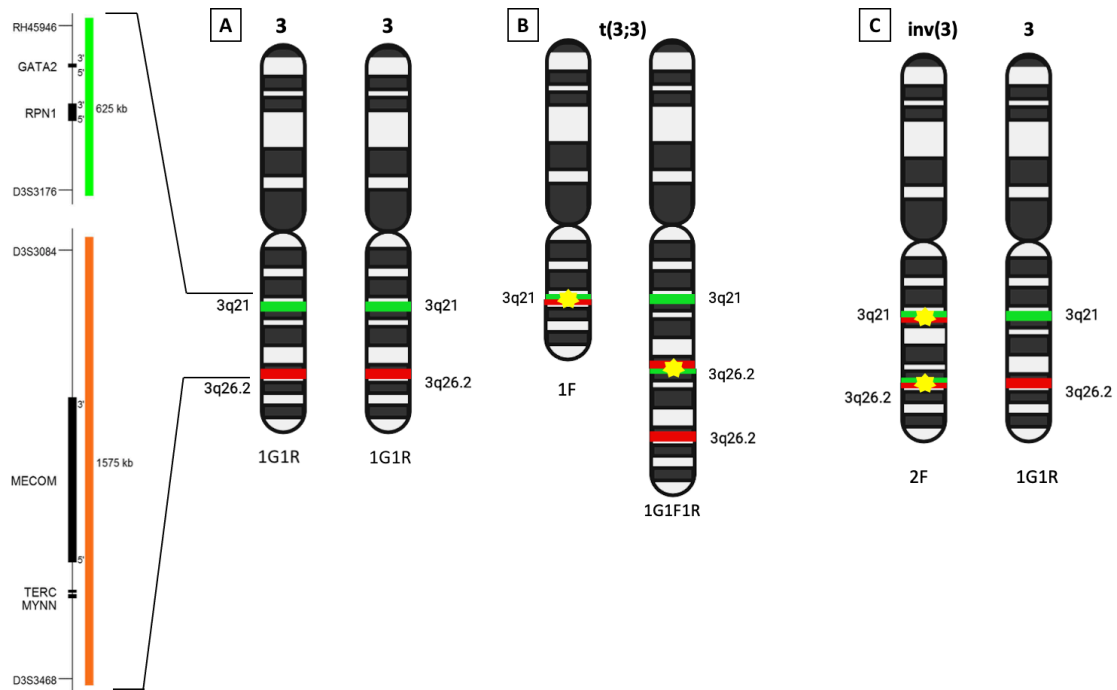 RH45946
GATA2
3'
5'
RPN1
3'
5'
625 kb
D3S3176
D3S3084
3'
1575 kb
MECOM
5'
TERC
MYNN
D3S3468
A
3
3
3q21
3q21
3q26.2
3q26.2
1G1R
1G1R
B
t(3;3)
3q21
3q21
3q26.2
1F
3q26.2
1G1F1R
C
inv(3)
3
3q21
3q21
3q26.2
3q26.2
2F
1G1R